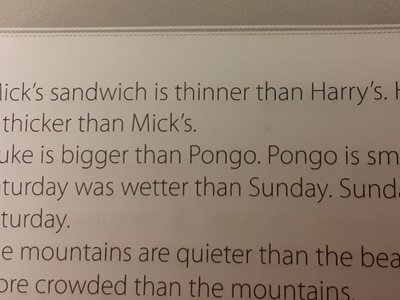 Mick's sandwich is thinner than Harry's. H
thicker than Mick's.
uke is bigger than Pongo. Pongo is sm
turday was wetter than Sunday. Sund
turday.
e mountains are quieter than the bea
ore crowded than the mountains.